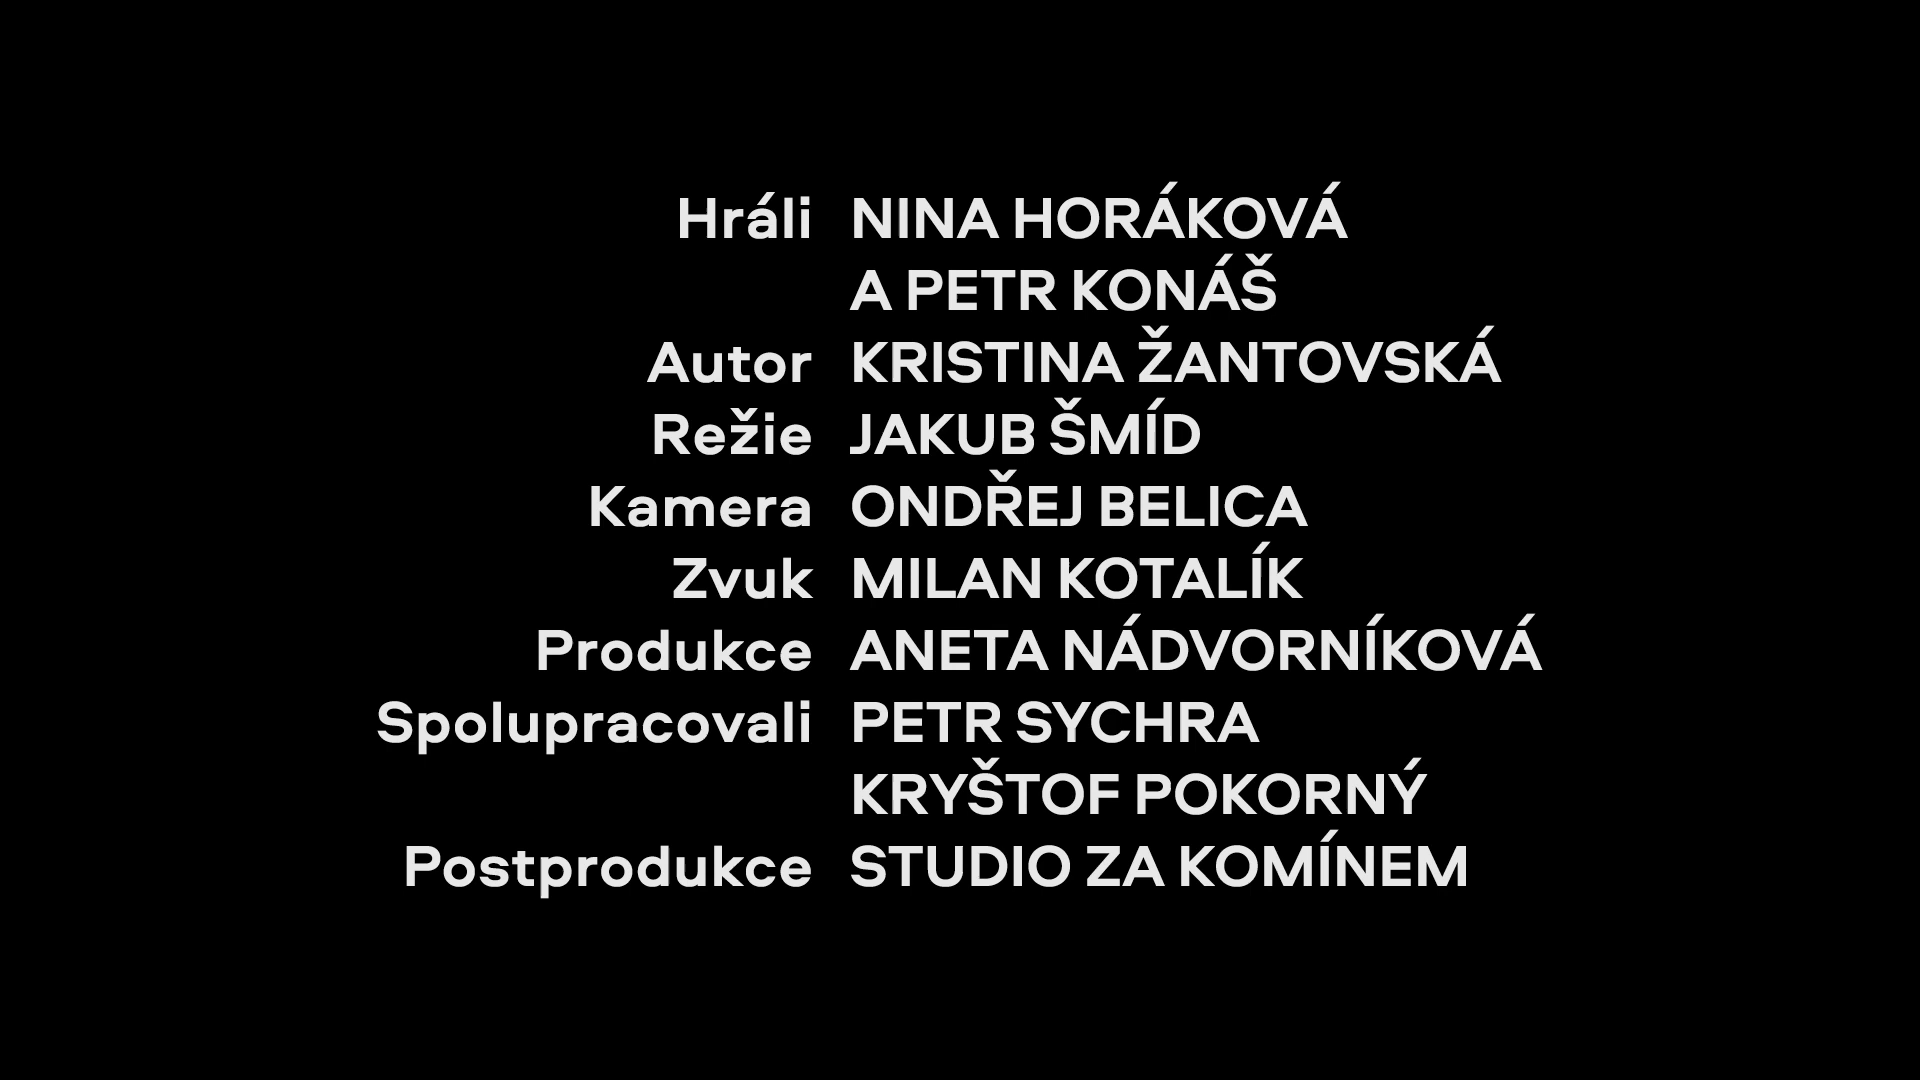 Hráli NINA HORÁKOVÁ
A PETR KONÁŠ
Autor KRISTINA ŽANTOVSKÁ
Režie JAKUB ŠMÍD
Kamera ONDŘEJ BELICA
Zvuk MILAN KOTALÍK
Produkce ANETA NÁDVORNÍKOVÁ
Spolupracovali PETR SYCHRA
KRYŠTOF POKORNÝ
Postprodukce STUDIO ZA KOMÍNEM